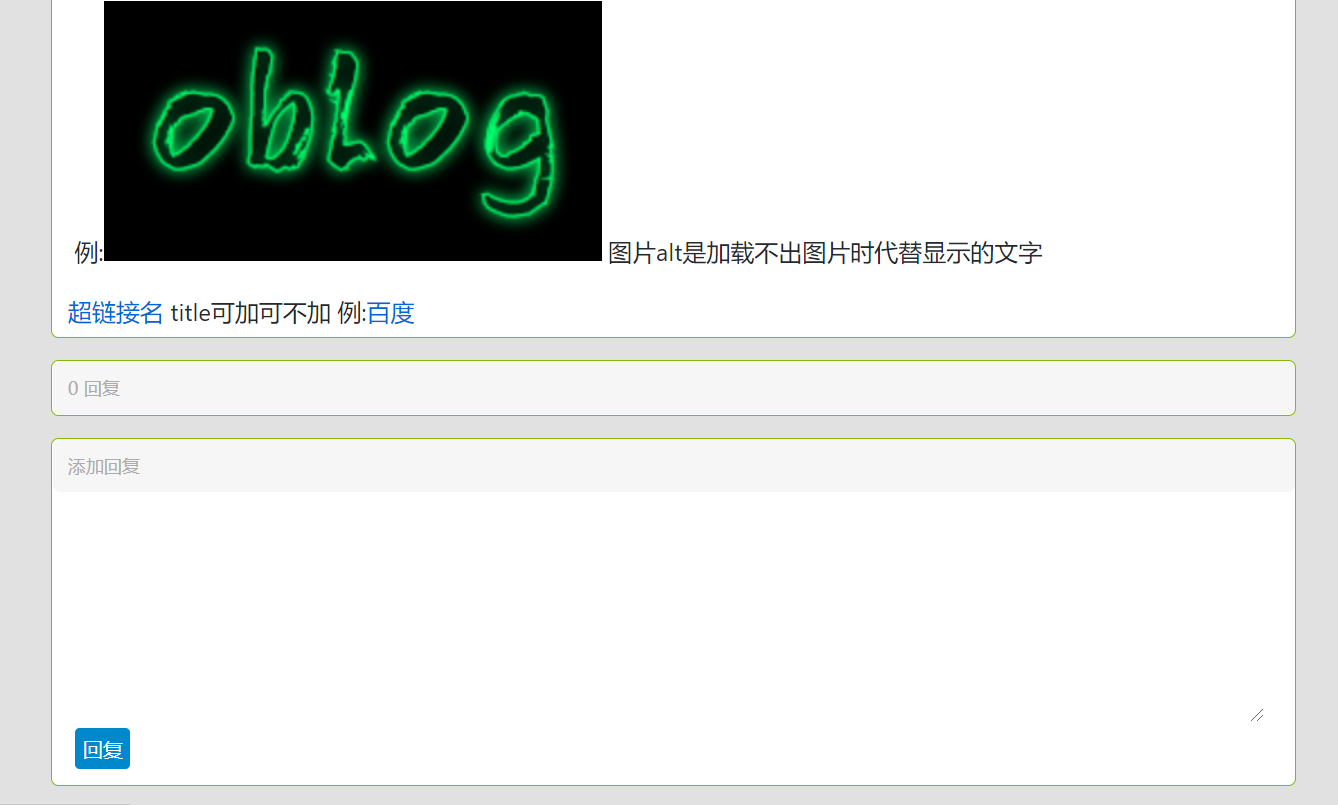 oblog
例: 图片alt是加载不出图片时代替显示的文字
超链接名 title可加可不加 例:百度
0 回复
添加回复
回复